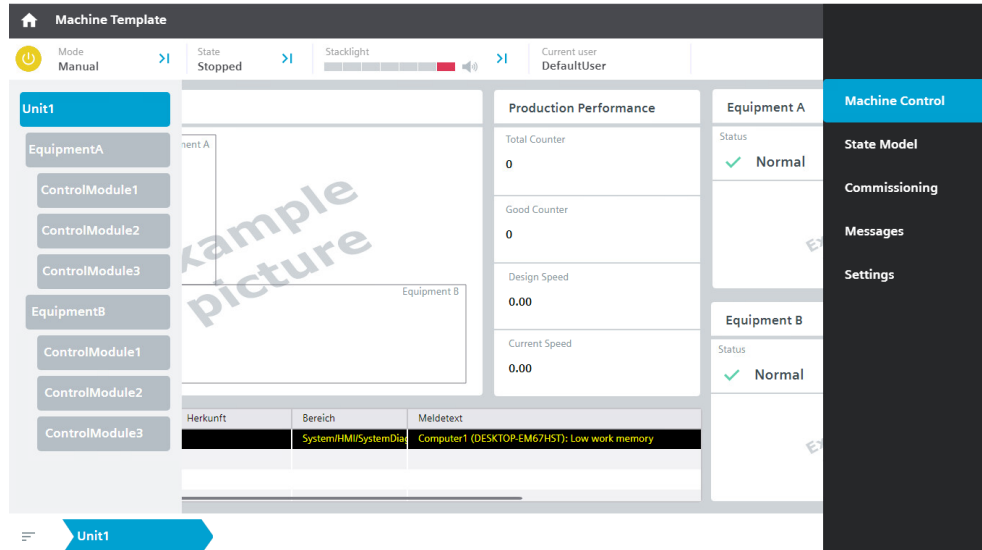 Machine Template
Mode
Manual
State
Stopped
Stacklight
Current user
DefaultUser
Unit1
EquipmentA
ControlModule1
ControlModule2
ControlModule3
EquipmentB
ControlModule1
ControlModule2
ControlModule3
ment A
Example
picture
Equipment B
Production Performance
Total Counter
0
Good Counter
0
Design Speed
0.00
Current Speed
0.00
Equipment A
Status
Normal
Equipment B
Status
Normal
Herkunft Bereich Meldetext
System/HMI/SystemDiag Computer1 (DESKTOP-EM67HST): Low work memory
Machine Control
State Model
Commissioning
Messages
Settings
Unit1